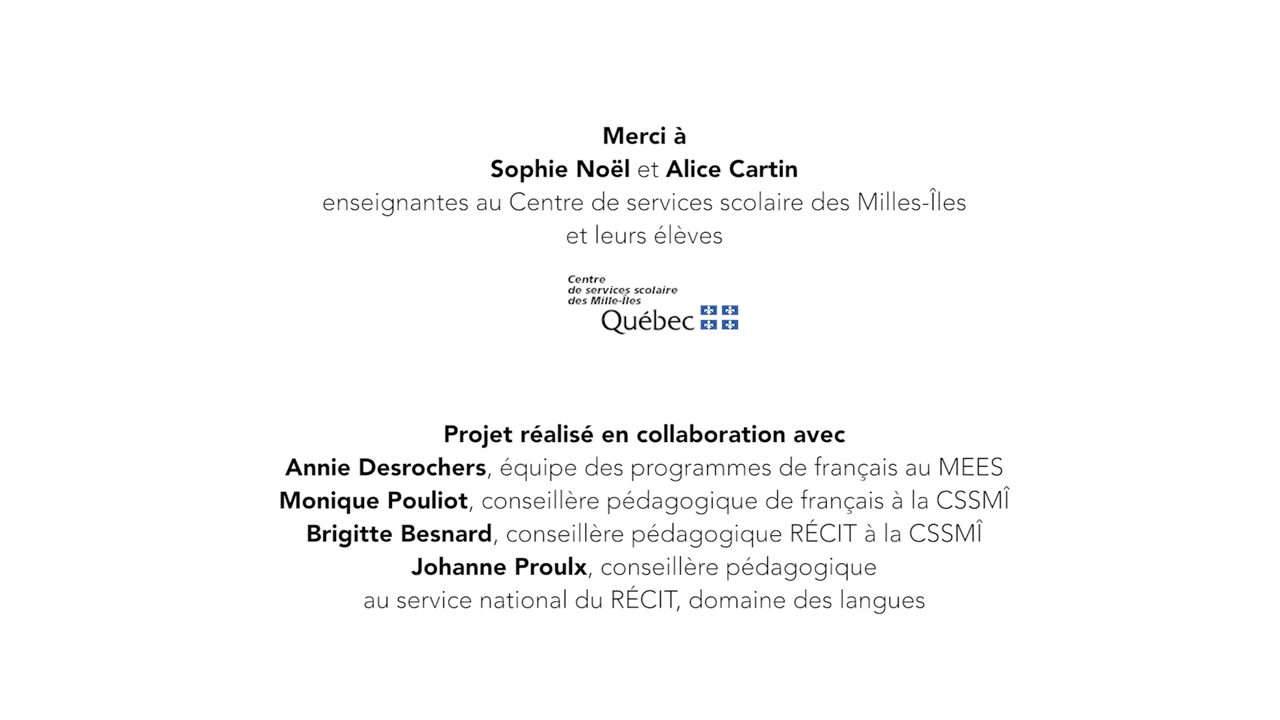 Merci à
Sophie Noël et Alice Cartin
enseignantes au Centre de services scolaire des Milles-Îles
et leurs élèves
Centre
de services scolaire
des Mille-Îles
Québec
Projet réalisé en collaboration avec
Annie Desrochers, équipe des programmes de français au MEES
Monique Pouliot, conseillère pédagogique de français à la CSSMÎ
Brigitte Besnard, conseillère pédagogique RÉCIT à la CSSMÎ
Johanne Proulx, conseillère pédagogique
au service national du RÉCIT, domaine des langues